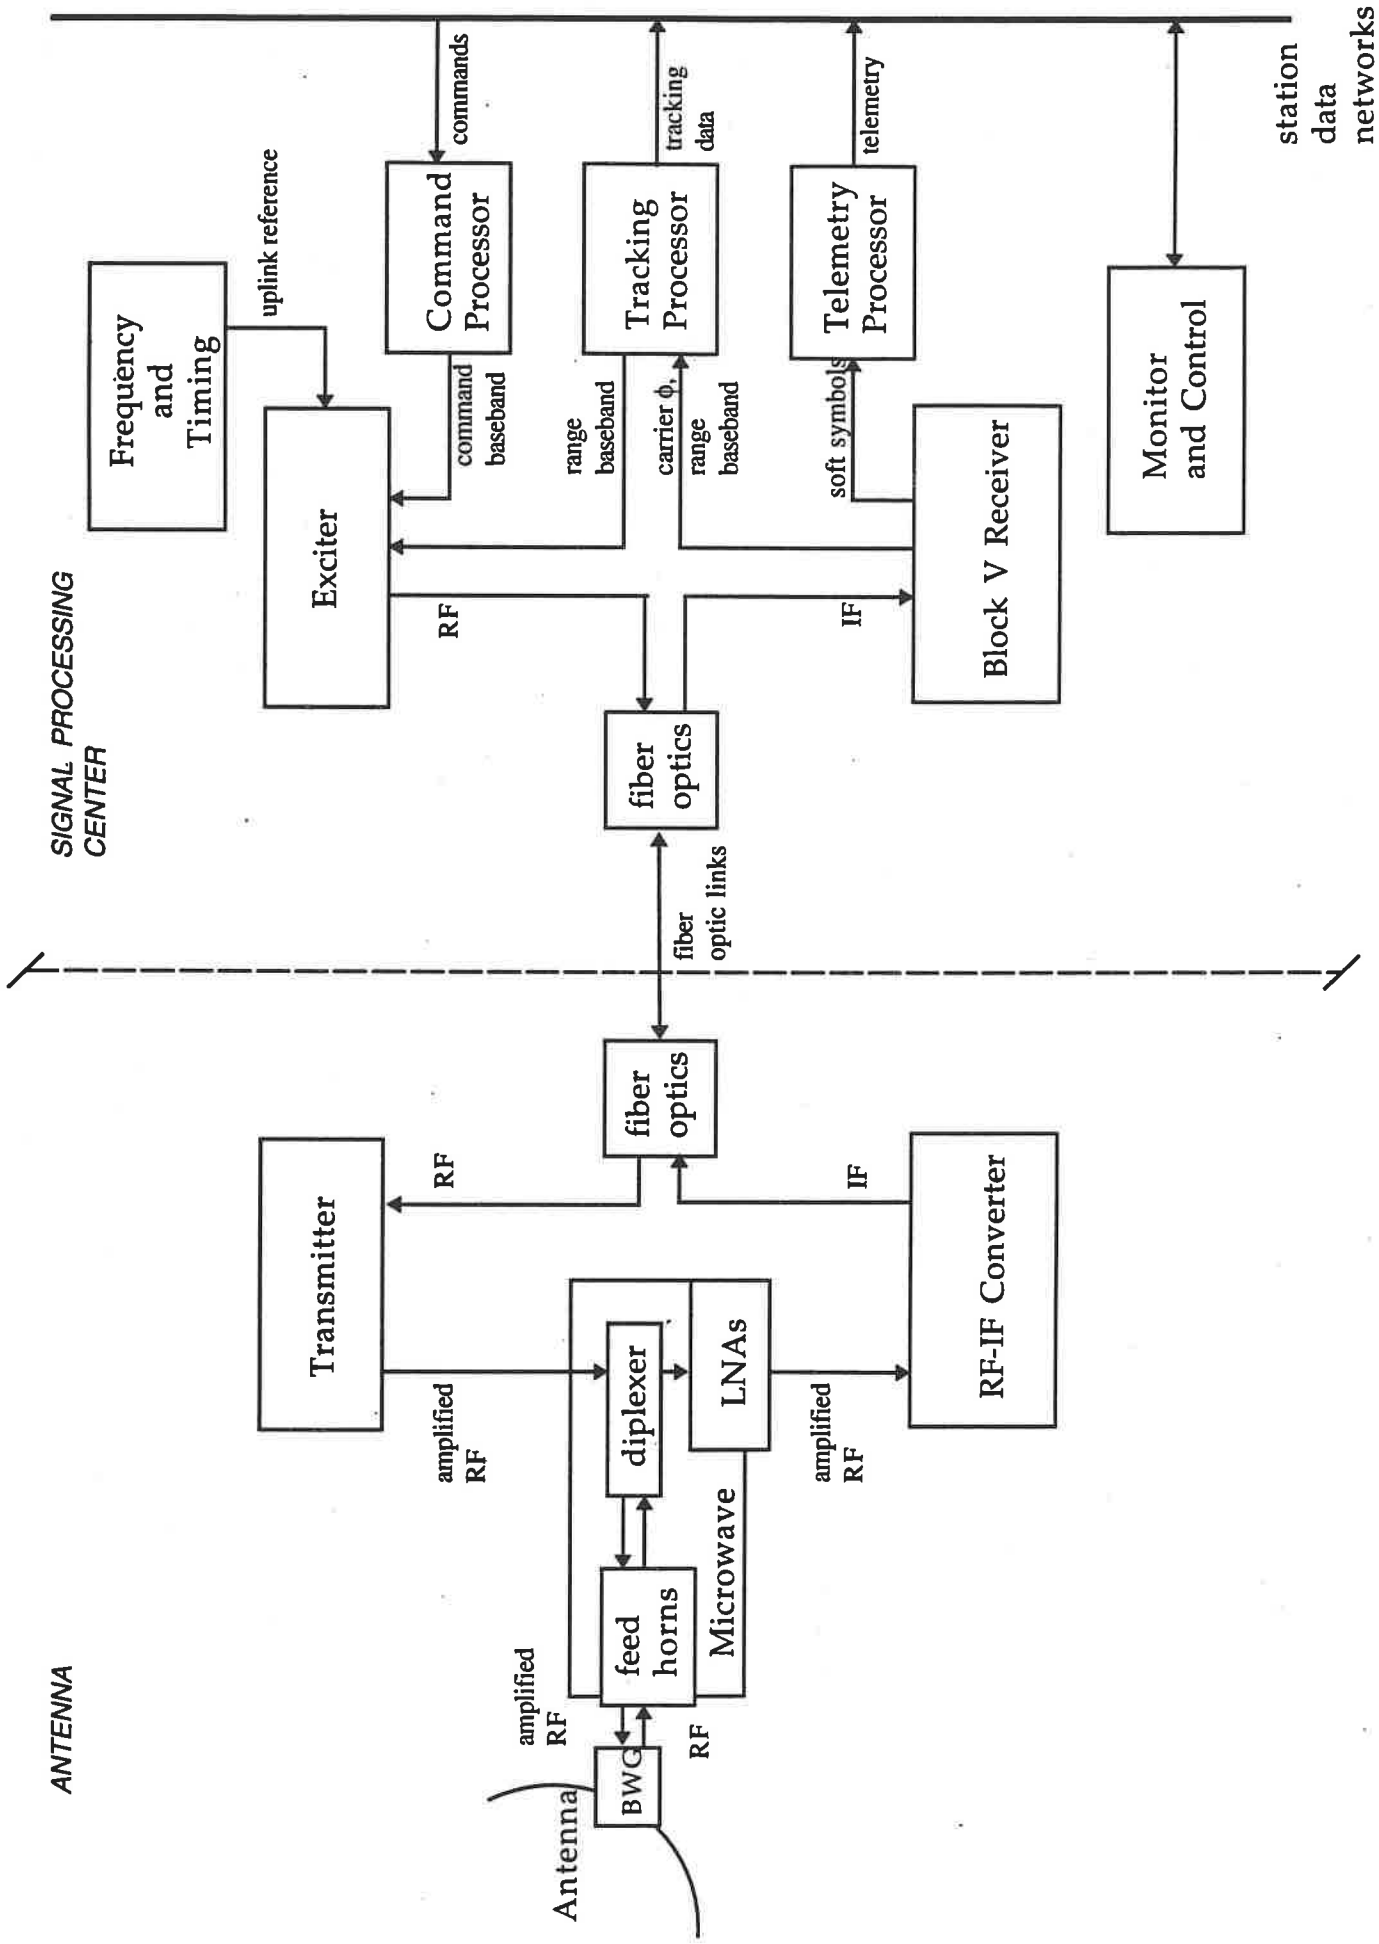 ANTENNA
SIGNAL PROCESSING
CENTER
Antenna
BWG
amplified
RF
RF
feed
horns
Microwave
diplexer
LNAs
amplified
RF
Transmitter
amplified
RF
RF-IF Converter
RF
IF
fiber
optics
fiber
optic links
fiber
optics
RF
IF
Exciter
Block V Receiver
Frequency
and
Timing
uplink reference
command
baseband
range
baseband
carrier ϕ,
range
baseband
soft symbols
Command
Processor
Tracking
Processor
Telemetry
Processor
Monitor
and Control
commands
tracking
data
telemetry
station
data
networks